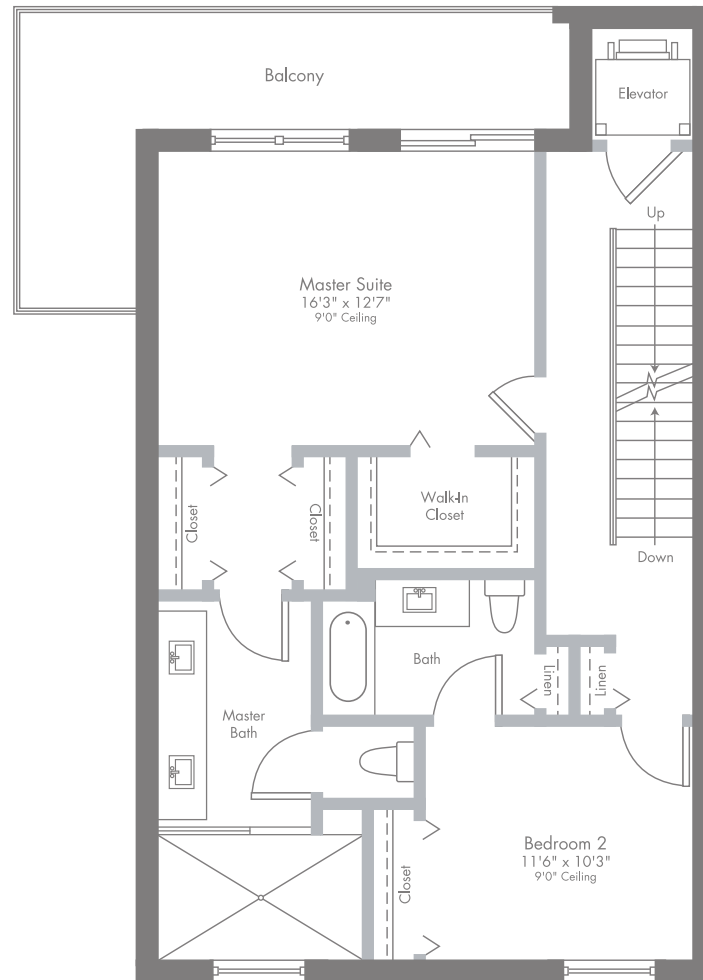 Balcony
Elevator
Up
Master Suite
16'3" x 12'7"
9'0" Ceiling
Walk-In
Closet
Closet
Closet
Down
Bath
Linen
Linen
Master
Bath
Bedroom 2
11'6" x 10'3"
9'0" Ceiling
Closet